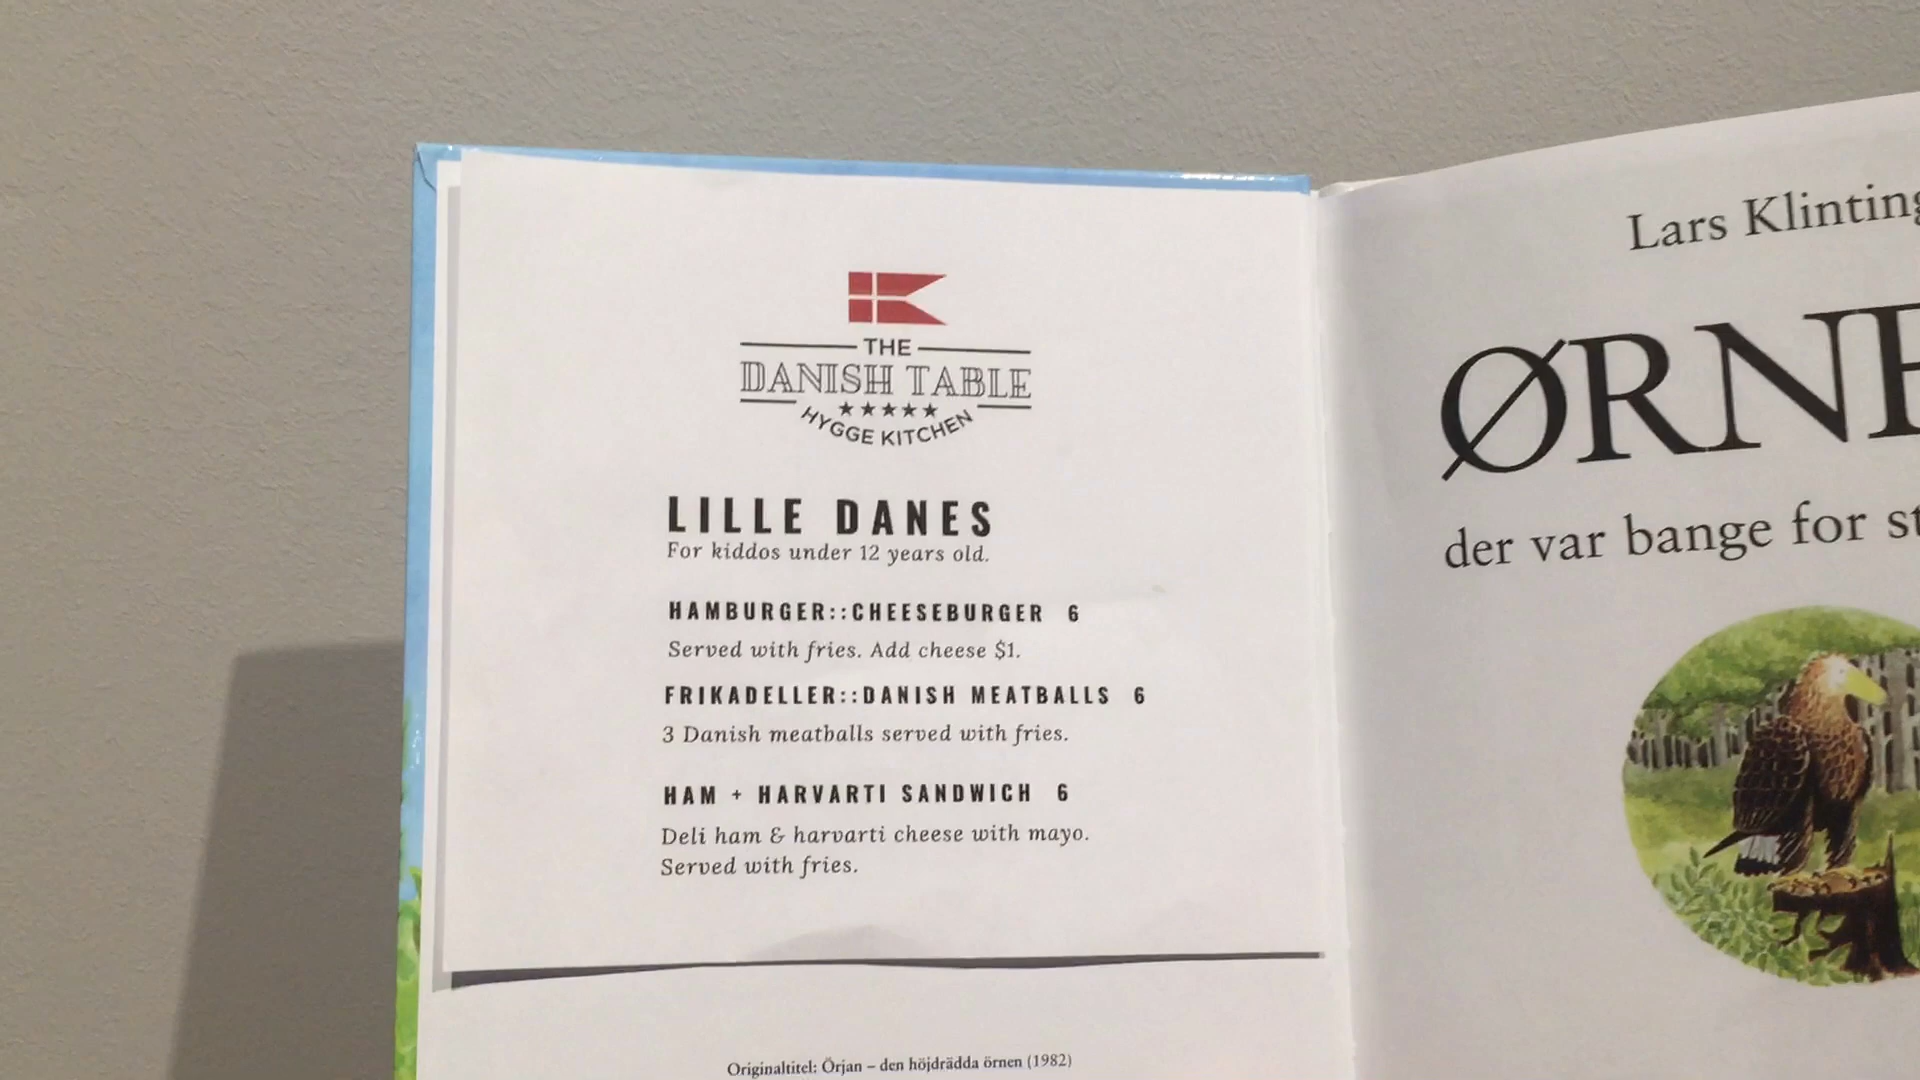 THE
DANISH TABLE
HYGGE KITCHEN
LILLE DANES
For kiddos under 12 years old.
HAMBURGER::CHEESEBURGER 6
Served with fries. Add cheese $1.
FRIKADELLER::DANISH MEATBALLS 6
3 Danish meatballs served with fries.
HAM + HARVARTI SANDWICH 6
Deli ham & harvarti cheese with mayo.
Served with fries.
Originaltitel: Örjan – den höjdrädda örnen (1982)
Lars Klinting
der var bange for